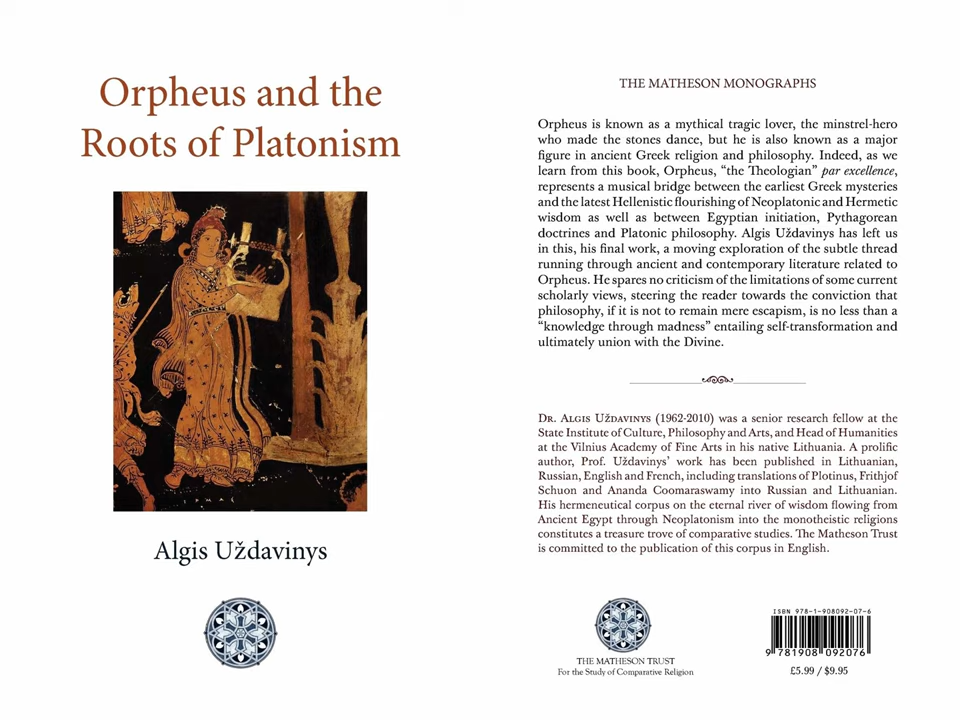 Orpheus and the
Roots of Platonism
Algis Uždavinys
THE MATHESON MONOGRAPHS
Orpheus is known as a mythical tragic lover, the minstrel-hero
who made the stones dance, but he is also known as a major
figure in ancient Greek religion and philosophy. Indeed, as we
learn from this book, Orpheus, “the Theologian” par excellence,
represents a musical bridge between the earliest Greek mysteries
and the latest Hellenistic flourishing of Neoplatonic and Hermetic
wisdom as well as between Egyptian initiation, Pythagorean
doctrines and Platonic philosophy. Algis Uždavinys has left us
in this, his final work, a moving exploration of the subtle thread
running through ancient and contemporary literature related to
Orpheus. He spares no criticism of the limitations of some current
scholarly views, steering the reader towards the conviction that
philosophy, if it is not to remain mere escapism, is no less than a
“knowledge through madness” entailing self-transformation and
ultimately union with the Divine.
Dr. Algis Uždavinys (1962-2010) was a senior research fellow at the
State Institute of Culture, Philosophy and Arts, and Head of Humanities
at the Vilnius Academy of Fine Arts in his native Lithuania. A prolific
author, Prof. Uždavinys’ work has been published in Lithuanian,
Russian, English and French, including translations of Plotinus, Frithjof
Schuon and Ananda Coomaraswamy into Russian and Lithuanian.
His hermeneutical corpus on the eternal river of wisdom flowing from
Ancient Egypt through Neoplatonism into the monotheistic religions
constitutes a treasure trove of comparative studies. The Matheson Trust
is committed to the publication of this corpus in English.
THE MATHESON TRUST
For the Study of Comparative Religion
ISBN 978-1-908092-07-6
9 781908 092076
£5.99 / $9.95